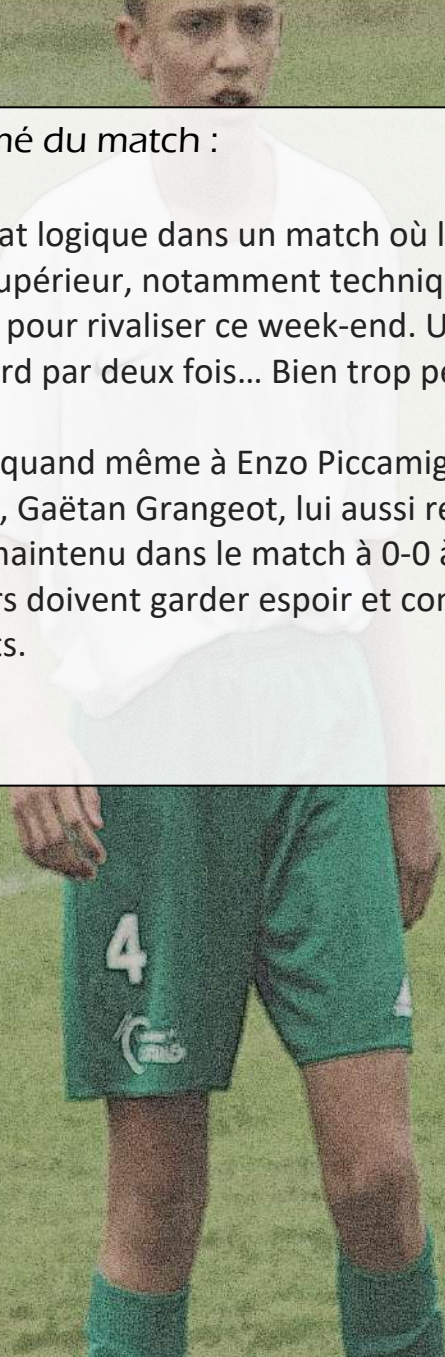 mé du match :
at logique dans un match où l
upérieur, notamment techniq
pour rivaliser ce week-end. U
rd par deux fois… Bien trop pe
quand même à Enzo Piccamig
, Gaëtan Grangeot, lui aussi re
maintenu dans le match à 0-0 à
rs doivent garder espoir et con
ts.
4